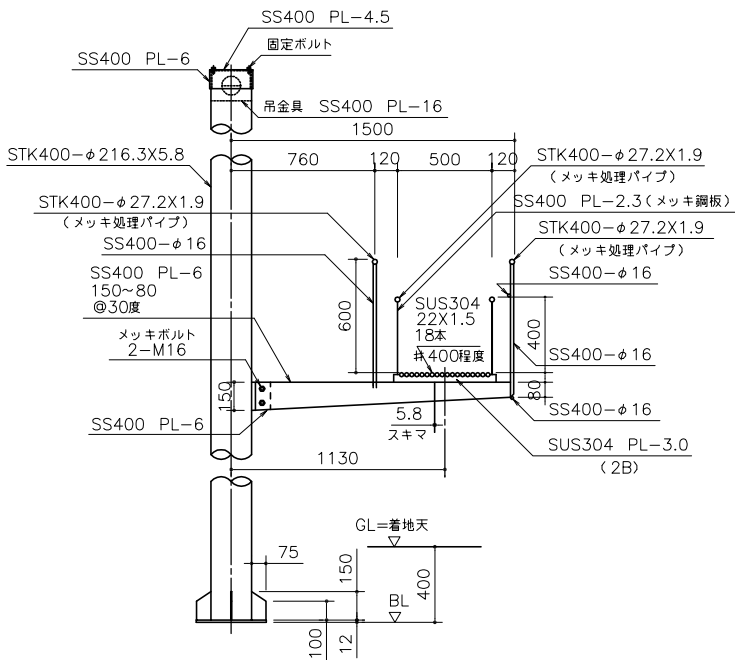 SS400 PL-4.5
固定ボルト
SS400 PL-6
吊金具 SS400 PL-16
1500
STK400-φ216.3X5.8
760
120
500
120
STK400-φ27.2X1.9
(メッキ処理パイプ)
SS400 PL-2.3(メッキ鋼板)
STK400-φ27.2X1.9
(メッキ処理パイプ)
STK400-φ27.2X1.9
(メッキ処理パイプ)
SS400-φ16
SS400-φ16
SS400 PL-6
150~80
@30度
600
SUS304
22X1.5
18本
#400程度
400
メッキボルト
2-M16
SS400-φ16
150
80
SS400-φ16
SS400 PL-6
5.8
スキマ
SUS304 PL-3.0
(2B)
1130
GL=着地天
75
150
400
BL
100
12